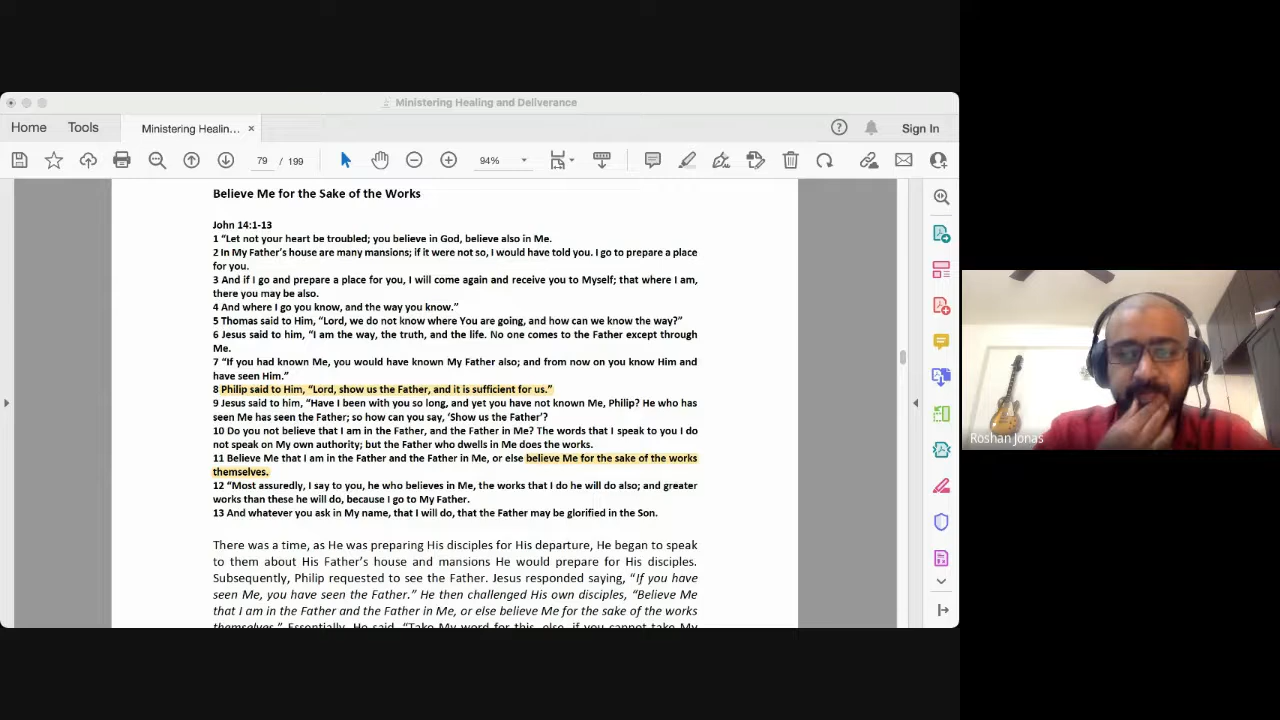 Ministering Healing and Deliverance
Home
Tools
Ministering Healin...
Sign In
79 / 199
94%
Believe Me for the Sake of the Works
John 14:1-13
1 “Let not your heart be troubled; you believe in God, believe also in Me.
2 In My Father’s house are many mansions; if it were not so, I would have told you. I go to prepare a place
for you.
3 And if I go and prepare a place for you, I will come again and receive you to Myself; that where I am,
there you may be also.
4 And where I go you know, and the way you know.”
5 Thomas said to Him, “Lord, we do not know where You are going, and how can we know the way?”
6 Jesus said to him, “I am the way, the truth, and the life. No one comes to the Father except through
Me.
7 “If you had known Me, you would have known My Father also; and from now on you know Him and
have seen Him.”
8 Philip said to Him, “Lord, show us the Father, and it is sufficient for us.”
9 Jesus said to him, “Have I been with you so long, and yet you have not known Me, Philip? He who has
seen Me has seen the Father; so how can you say, ‘Show us the Father’?
10 Do you not believe that I am in the Father, and the Father in Me? The words that I speak to you I do
not speak on My own authority; but the Father who dwells in Me does the works.
11 Believe Me that I am in the Father and the Father in Me, or else believe Me for the sake of the works
themselves.
12 “Most assuredly, I say to you, he who believes in Me, the works that I do he will do also; and greater
works than these he will do, because I go to My Father.
13 And whatever you ask in My name, that I will do, that the Father may be glorified in the Son.
There was a time, as He was preparing His disciples for His departure, He began to speak
to them about His Father’s house and mansions He would prepare for His disciples.
Subsequently, Philip requested to see the Father. Jesus responded saying, “If you have
seen Me, you have seen the Father.” He then challenged His own disciples, “Believe Me
that I am in the Father and the Father in Me, or else believe Me for the sake of the works
themselves.” Essentially, He said, “Take My word for this, else, if you cannot take My
Roshan Jonas